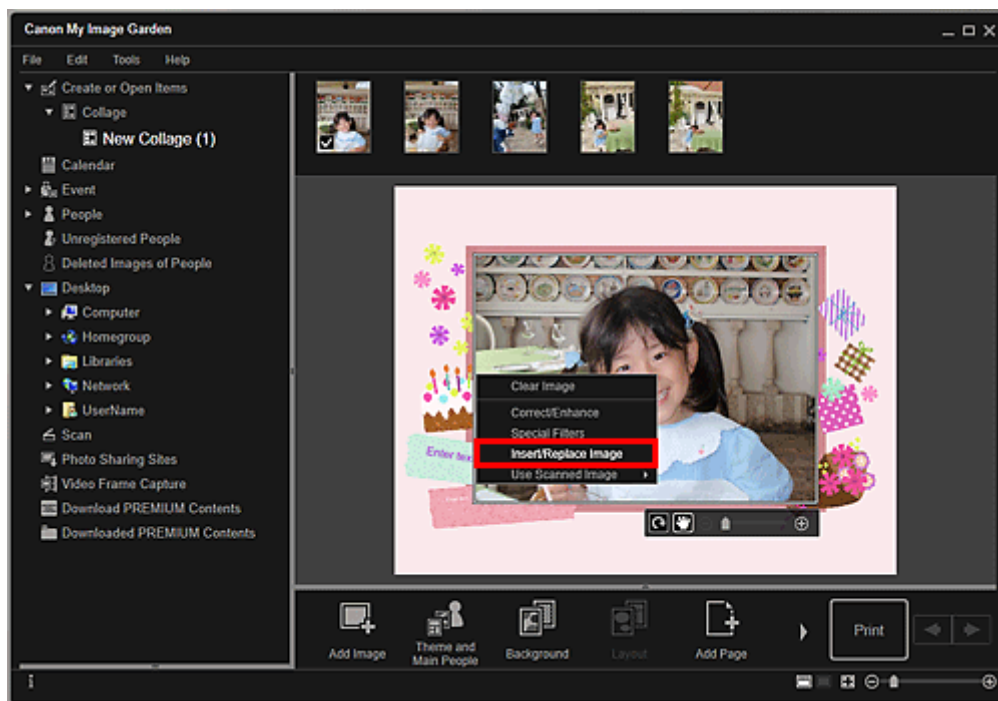 Canon My Image Garden
File Edit Tools Help
Create or Open Items
Collage
New Collage (1)
Calendar
Event
People
Unregistered People
Deleted Images of People
Desktop
Computer
Homegroup
Libraries
Network
UserName
Scan
Photo Sharing Sites
Video Frame Capture
Download PREMIUM Contents
Downloaded PREMIUM Contents
Clear Image
Correct/Enhance
Special Filters
Insert/Replace Image
Use Scanned Image
Enter
Add Image
Theme and
Main People
Background
Layout
Add Page
Print